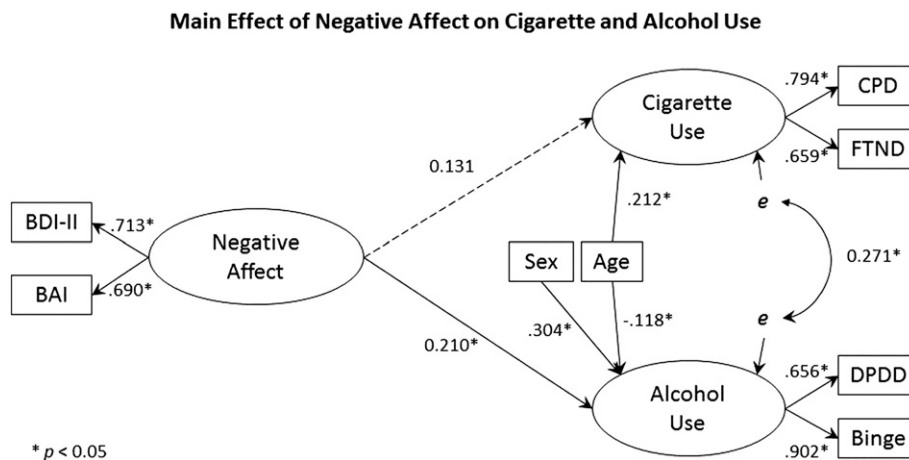 Main Effect of Negative Affect on Cigarette and Alcohol Use
.794*
CPD
Cigarette
Use
.659*
FTND
0.131
.212*
e
BDI-II
.713*
Negative
Affect
Sex
Age
0.271*
BAI
.690*
e
0.210*
.304*
-.118*
.656*
DPDD
Alcohol
Use
.902*
Binge
* p < 0.05